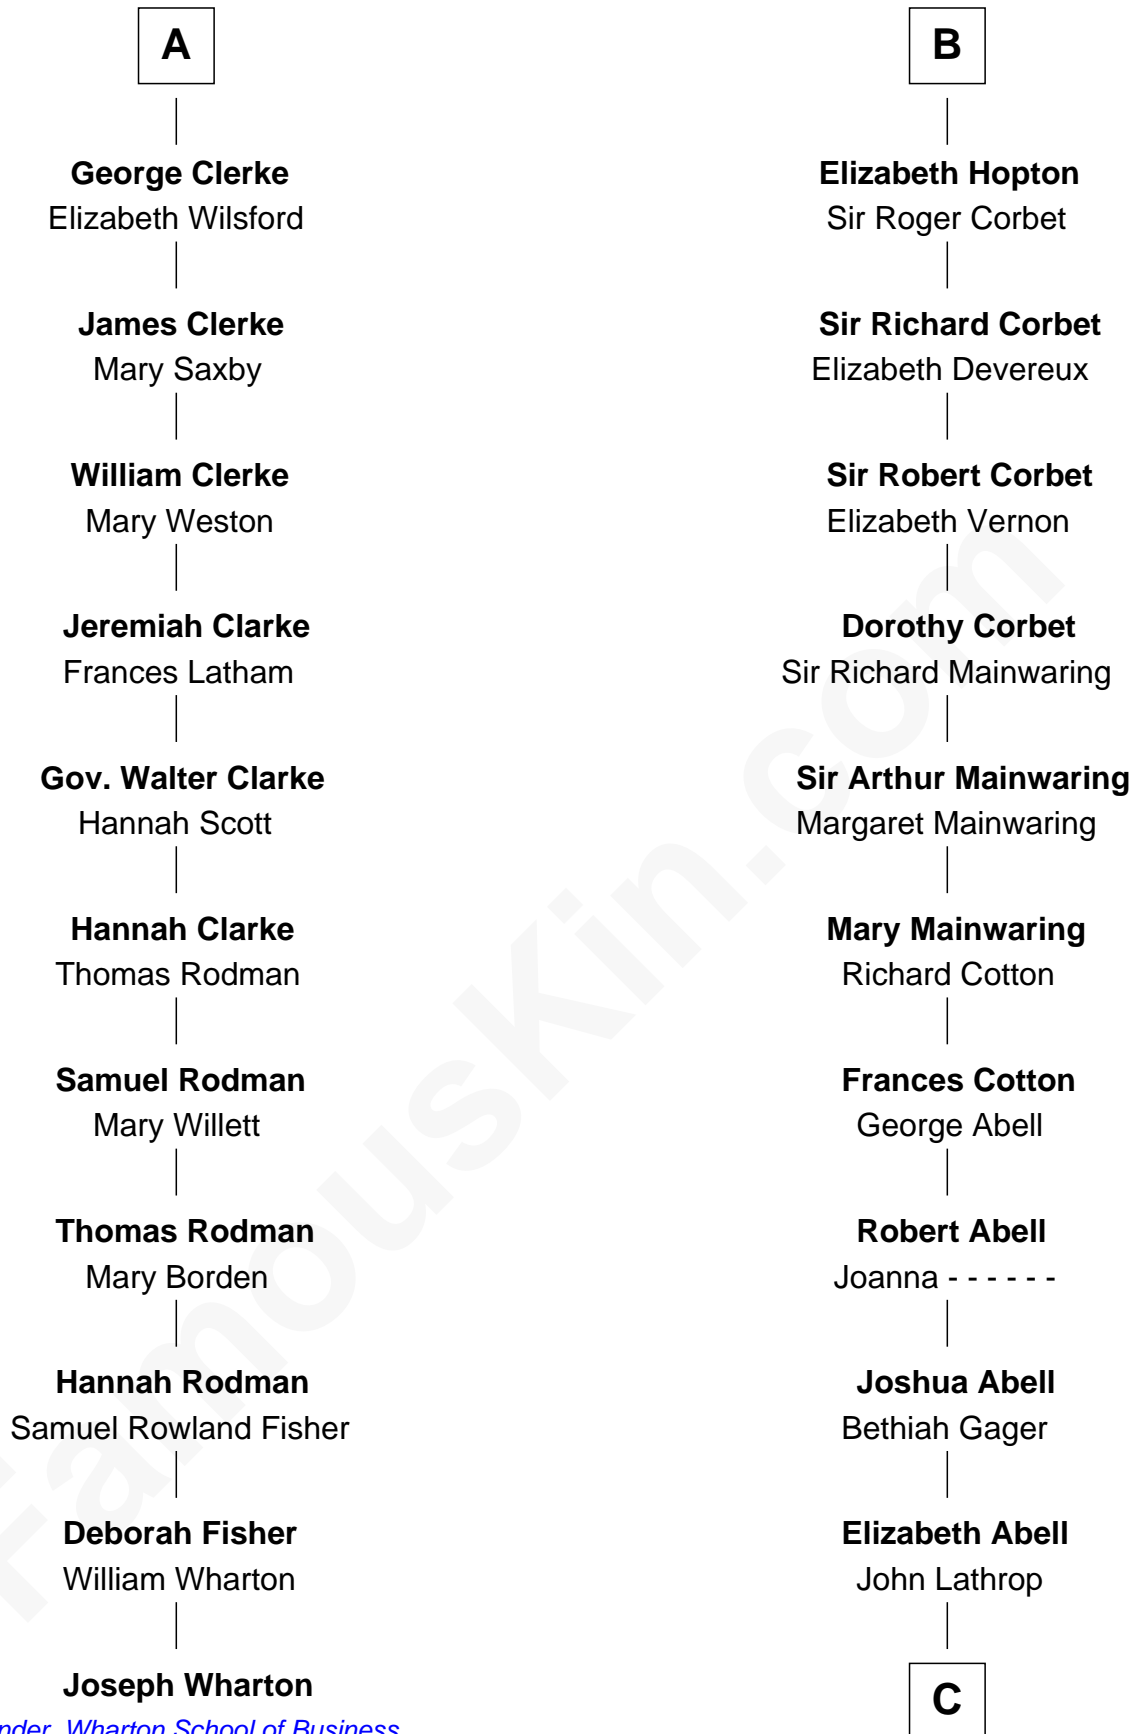 A
George Clerke
Elizabeth Wilsford
James Clerke
Mary Saxby
William Clerke
Mary Weston
Jeremiah Clarke
Frances Latham
Gov. Walter Clarke
Hannah Scott
Hannah Clarke
Thomas Rodman
Samuel Rodman
Mary Willett
Thomas Rodman
Mary Borden
Hannah Rodman
Samuel Rowland Fisher
Deborah Fisher
William Wharton
Joseph Wharton
Wharton School of Business
B
Elizabeth Hopton
Sir Roger Corbet
Sir Richard Corbet
Elizabeth Devereux
Sir Robert Corbet
Elizabeth Vernon
Dorothy Corbet
Sir Richard Mainwaring
Sir Arthur Mainwaring
Margaret Mainwaring
Mary Mainwaring
Richard Cotton
Frances Cotton
George Abell
Robert Abell
Joanna - - - - - -
Joshua Abell
Bethiah Gager
Elizabeth Abell
John Lathrop
C
FamousKin.com